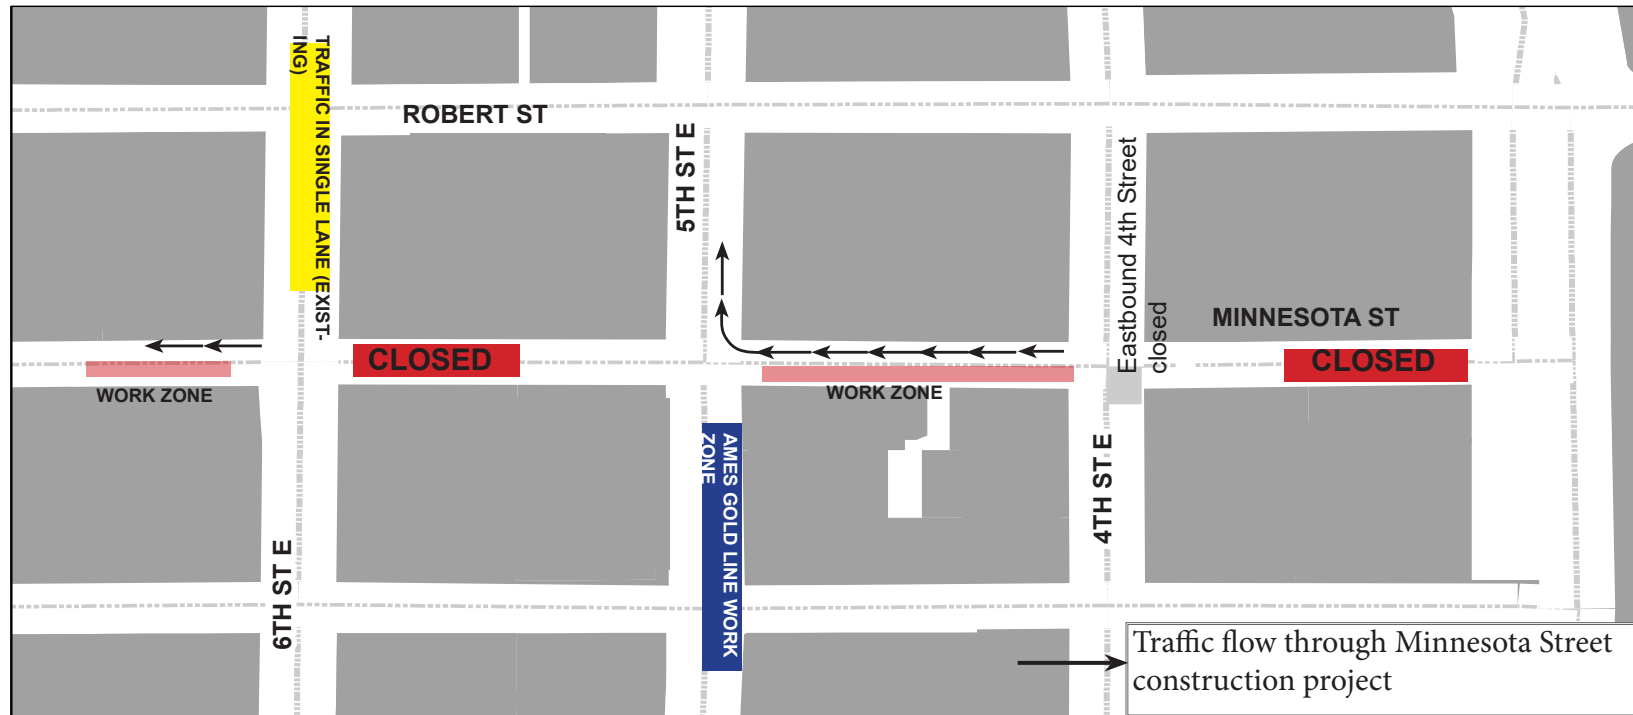 TRAFFIC IN SINGLE LANE (EXIST-
ING)
ROBERT ST
5TH ST E
Eastbound 4th Street
closed
MINNESOTA ST
CLOSED
CLOSED
WORK ZONE
WORK ZONE
AMES GOLD LINE WORK
ZONE
4TH ST E
6TH ST E
Traffic flow through Minnesota Street
construction project